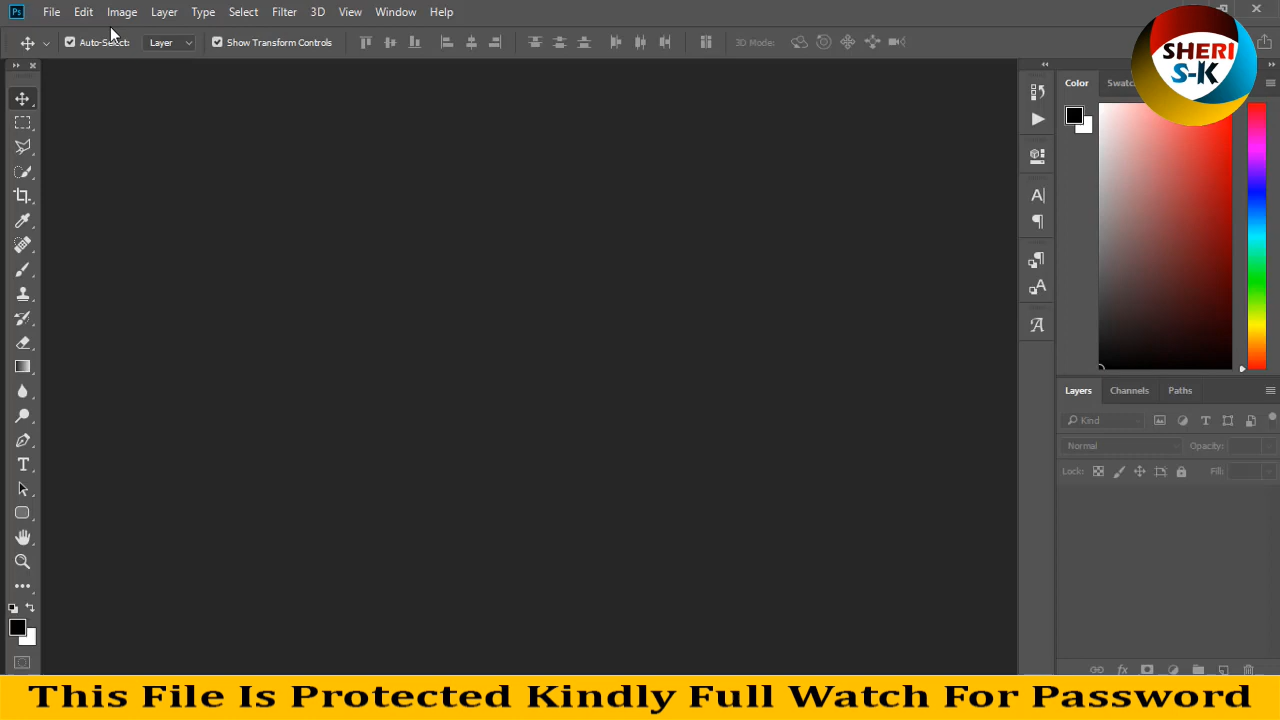 Ps File Edit Image Layer Type Select Filter 3D View Window Help
Auto-Select: Layer Show Transform Controls 3D Mode:
SHERI
S-K
Color
Layers Channels Paths
Kind
Normal Opacity:
Lock: Fill:
This File Is Protected Kindly Full Watch For Password